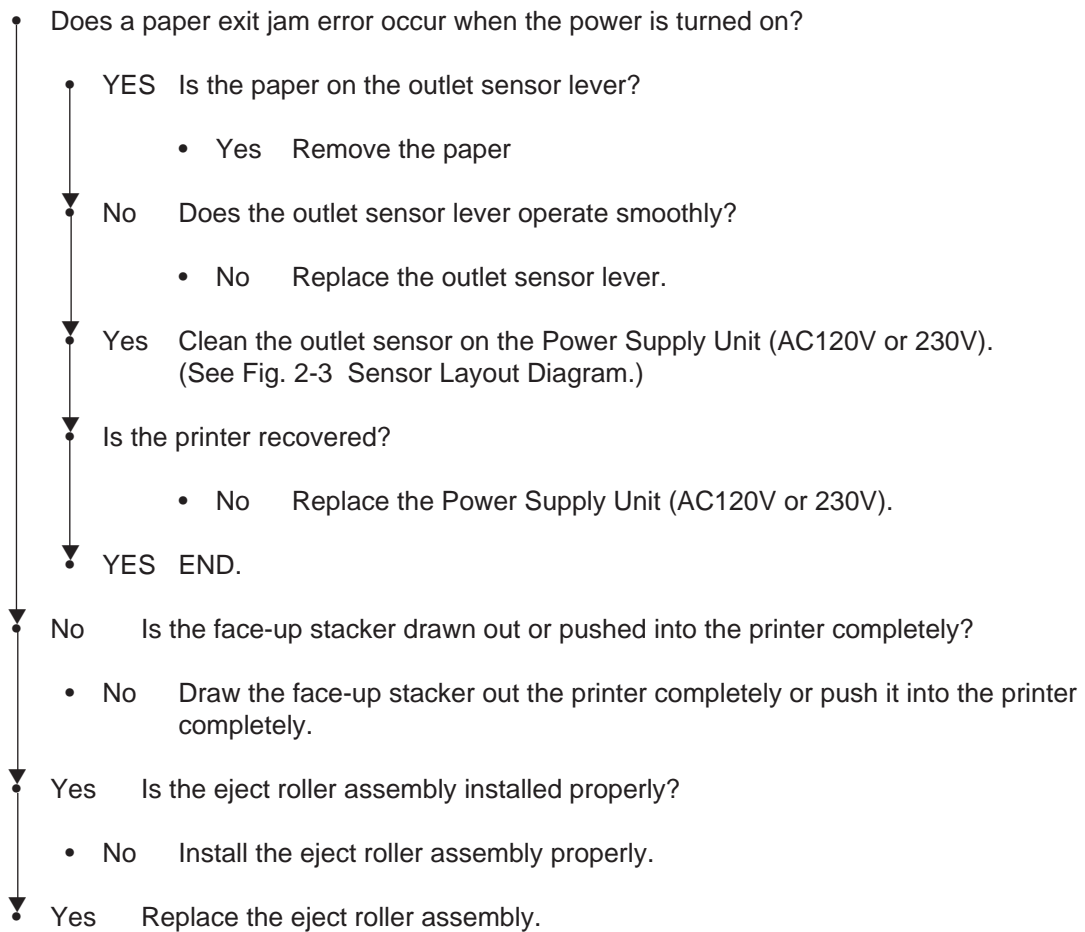 Does a paper exit jam error occur when the power is turned on?
YES Is the paper on the outlet sensor lever?
• Yes Remove the paper
No Does the outlet sensor lever operate smoothly?
• No Replace the outlet sensor lever.
Yes Clean the outlet sensor on the Power Supply Unit (AC120V or 230V).
(See Fig. 2-3 Sensor Layout Diagram.)
Is the printer recovered?
• No Replace the Power Supply Unit (AC120V or 230V).
YES END.
No Is the face-up stacker drawn out or pushed into the printer completely?
• No Draw the face-up stacker out the printer completely or push it into the printer
completely.
Yes Is the eject roller assembly installed properly?
• No Install the eject roller assembly properly.
Yes Replace the eject roller assembly.